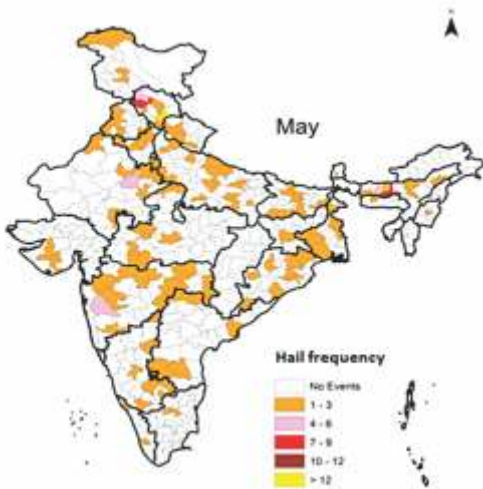 N
May
Hail frequency
No Events
1 - 3
4 - 6
7 - 9
10 - 12
> 12